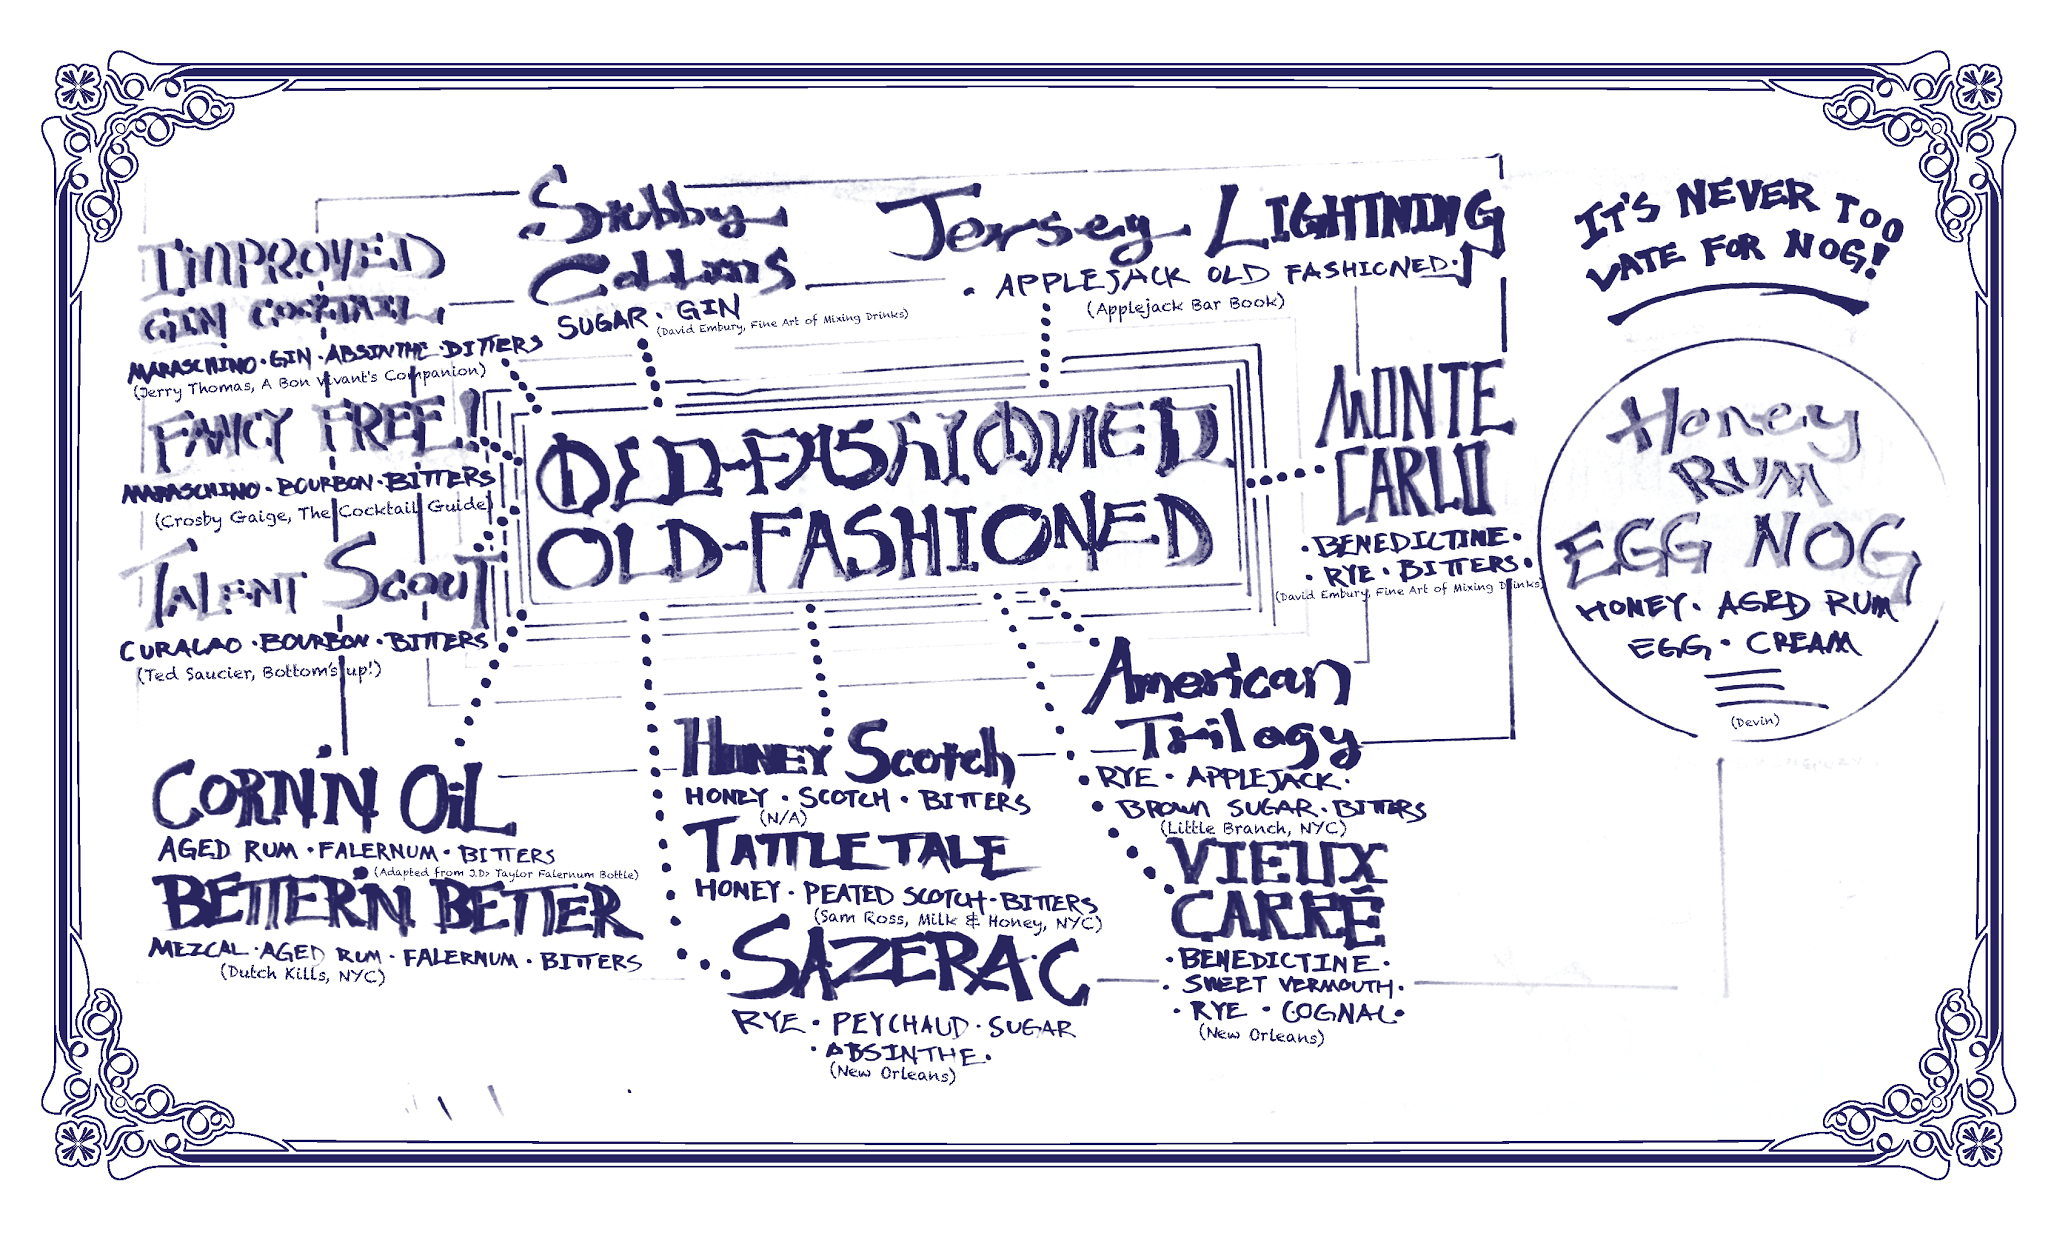 IMPROVED
GIN COCKTAIL
MARASCHINO · GIN · ABSINTHE · BITTERS
(Jerry Thomas, A Bon Vivant's Companion)
FANCY FREE!
MARASCHINO · BOURBON · BITTERS
(Crosby Gaige, The Cocktail Guide)
TALENT SCOUT
CURACAO · BOURBON · BITTERS
(Ted Saucier, Bottom's up!)
CORN'N OIL
AGED RUM · FALERNUM · BITTERS
(Adapted from J.D> Taylor Falernum Bottle)
BETTER'N BETTER
MEZCAL · AGED RUM · FALERNUM · BITTERS
(Dutch Kills, NYC)
Stubby
Collins
SUGAR · GIN
(David Embury, Fine Art of Mixing Drinks)
Jersey LIGHTNING
· APPLEJACK OLD FASHIONED ·
(Applejack Bar Book)
OLD-FASHIONED
OLD-FASHIONED
MONTE
CARLO
· BENEDICTINE ·
· RYE · BITTERS ·
(David Embury, Fine Art of Mixing Drinks)
HONEY Scotch
HONEY · SCOTCH · BITTERS
(N/A)
TATTLE TALE
HONEY · PEATED SCOTCH · BITTERS
(Sam Ross, Milk & Honey, NYC)
SAZERAC
RYE · PEYCHAUD · SUGAR
· ABSINTHE ·
(New Orleans)
American
Trilogy
RYE · APPLEJACK ·
· BROWN SUGAR · BITTERS
(Little Branch, NYC)
VIEUX
CARRÉ
· BENEDICTINE ·
· SWEET VERMOUTH ·
· RYE · COGNAC ·
(New Orleans)
IT'S NEVER TOO
LATE FOR NOG!
Honey
RUM
EGG NOG
HONEY · AGED RUM
EGG · CREAM
(Devin)